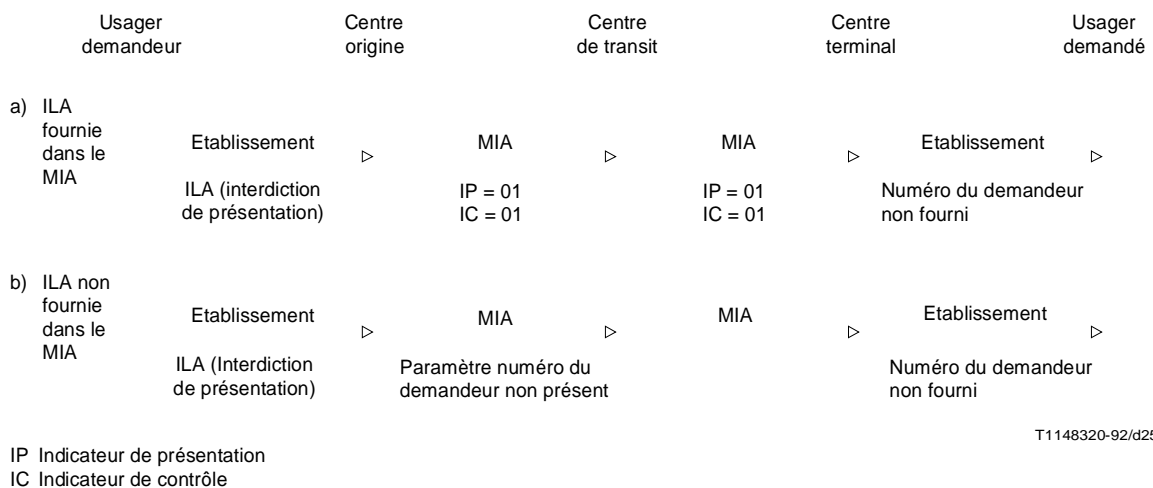 Usager demandeur
Centre origine
Centre de transit
Centre terminal
Usager demandé
a) ILA
fournie
dans le
MIA
Etablissement
ILA (interdiction
de présentation)
MIA
IP = 01
IC = 01
MIA
IP = 01
IC = 01
Etablissement
Numéro du demandeur
non fourni
b) ILA non
fournie
dans le
MIA
Etablissement
ILA (Interdiction
de présentation)
MIA
Paramètre numéro du
demandeur non présent
MIA
Etablissement
Numéro du demandeur
non fourni
T1148320-92/d25
IP Indicateur de présentation
IC Indicateur de contrôle